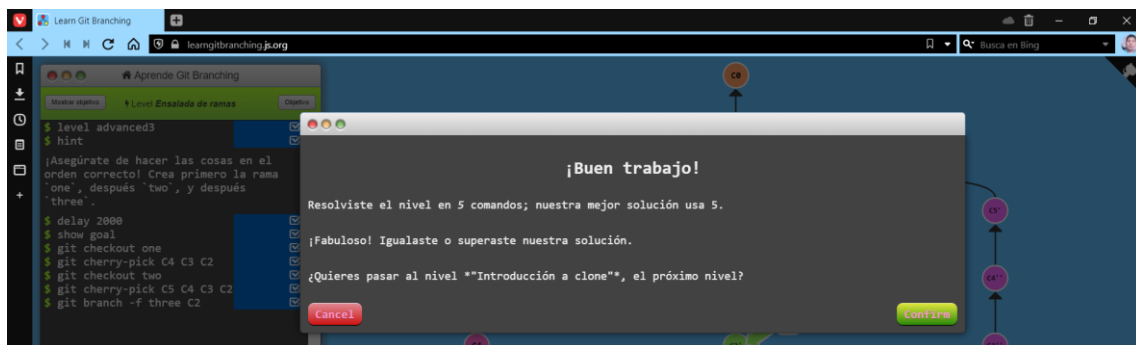 Learn Git Branching
learngitbranching.js.org
Busca en Bing
Aprende Git Branching
Mostrar objetivo
Level Ensalada de ramas
Objetivo
$ level advanced3
$ hint
¡Asegúrate de hacer las cosas en el
orden correcto! Crea primero la rama
`one`, después `two`, y después
`three`.
$ delay 2000
$ show goal
$ git checkout one
$ git cherry-pick C4 C3 C2
$ git checkout two
$ git cherry-pick C5 C4 C3 C2
$ git branch -f three C2
C0
¡Buen trabajo!
Resolviste el nivel en 5 comandos; nuestra mejor solución usa 5.
¡Fabuloso! Igualaste o superaste nuestra solución.
¿Quieres pasar al nivel *"Introducción a clone"*, el próximo nivel?
Cancel
Confirm
C5'
C4''